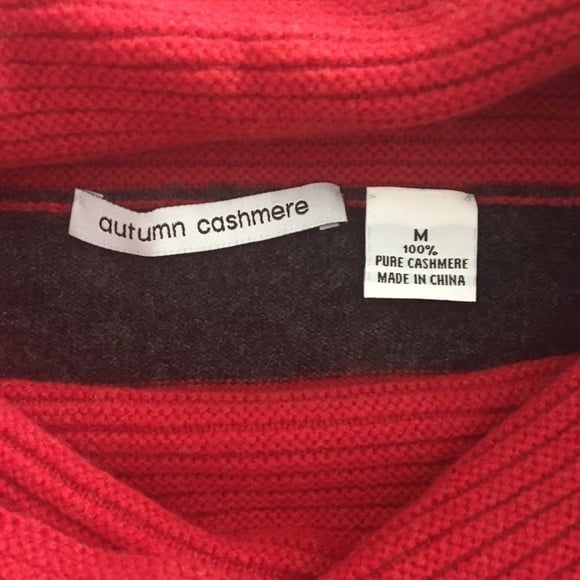 autumn cashmere
M
100%
PURE CASHMERE
MADE IN CHINA